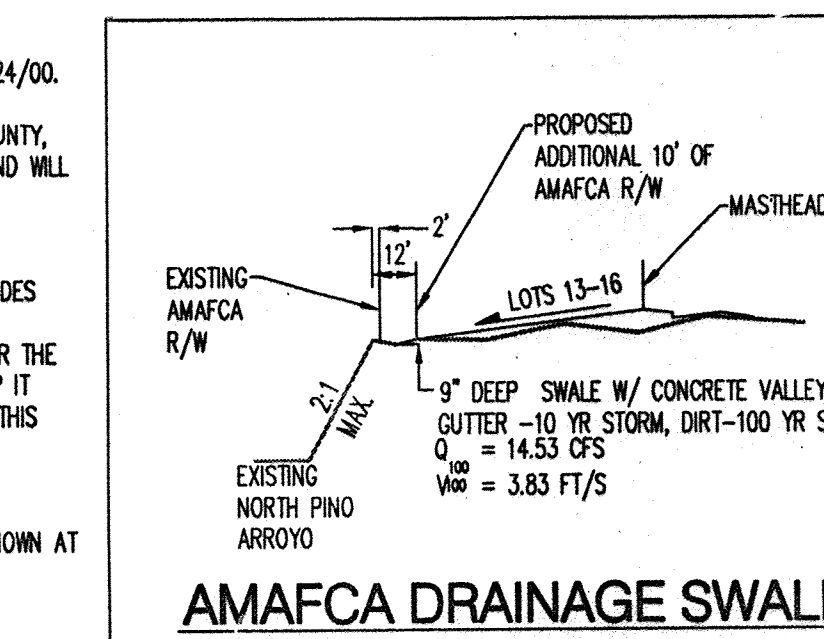 24/00.
UNTY,
ND WILL
DES
R THE
P IT
THIS
HOWN AT
PROPOSED
ADDITIONAL 10' OF
AMAFCA R/W
MASTHEAD
2'
12'
EXISTING
AMAFCA
R/W
LOTS 13-16
2:1
MAX.
9" DEEP SWALE W/ CONCRETE VALLEY
GUTTER -10 YR STORM, DIRT-100 YR S
Q100 = 14.53 CFS
V100 = 3.83 FT/S
EXISTING
NORTH PINO
ARROYO
AMAFCA DRAINAGE SWAL